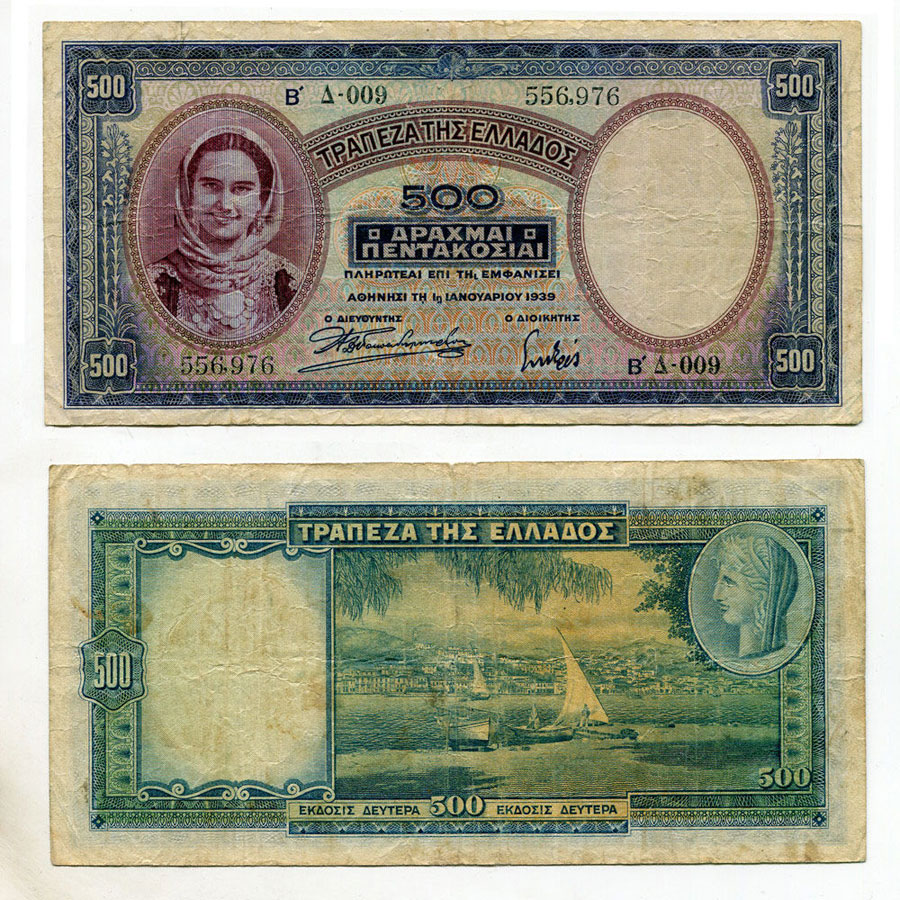 500
500
Β΄ Δ-009
556,976
ΤΡΑΠΕΖΑ ΤΗΣ ΕΛΛΑΔΟΣ
500
ΔΡΑΧΜΑΙ
ΠΕΝΤΑΚΟΣΙΑΙ
ΠΛΗΡΩΤΕΑΙ ΕΠΙ ΤΗι ΕΜΦΑΝΙΣΕΙ
ΑΘΗΝΗΣΙ ΤΗ 1η ΙΑΝΟΥΑΡΙΟΥ 1939
Ο ΔΙΕΥΘΥΝΤΗΣ
Ο ΔΙΟΙΚΗΤΗΣ
556,976
Β΄ Δ-009
500
500
ΤΡΑΠΕΖΑ ΤΗΣ ΕΛΛΑΔΟΣ
500
500
ΕΚΔΟΣΙΣ ΔΕΥΤΕΡΑ 500 ΕΚΔΟΣΙΣ ΔΕΥΤΕΡΑ